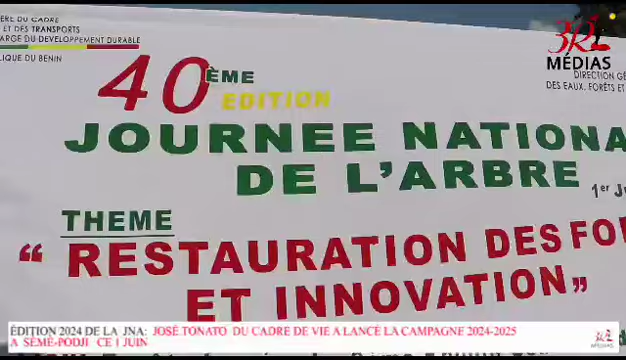 ÈRE DU CADRE
ET DES TRANSPORTS
ARGE DU DEVELOPPEMENT DURABLE
LIQUE DU BENIN
3RL
MÉDIAS
DIRECTION GÉ
DES EAUX, FORÊTS ET
40ÈME
EDITION
JOURNEE NATIONA
DE L'ARBRE
1er Ju
THEME
“ RESTAURATION DES FO
ET INNOVATION”
ÉDITION 2024 DE LA JNA: JOSÉ TONATO DU CADRE DE VIE A LANCÉ LA CAMPAGNE 2024-2025
A SÈMÈ-PODJI CE 1 JUIN